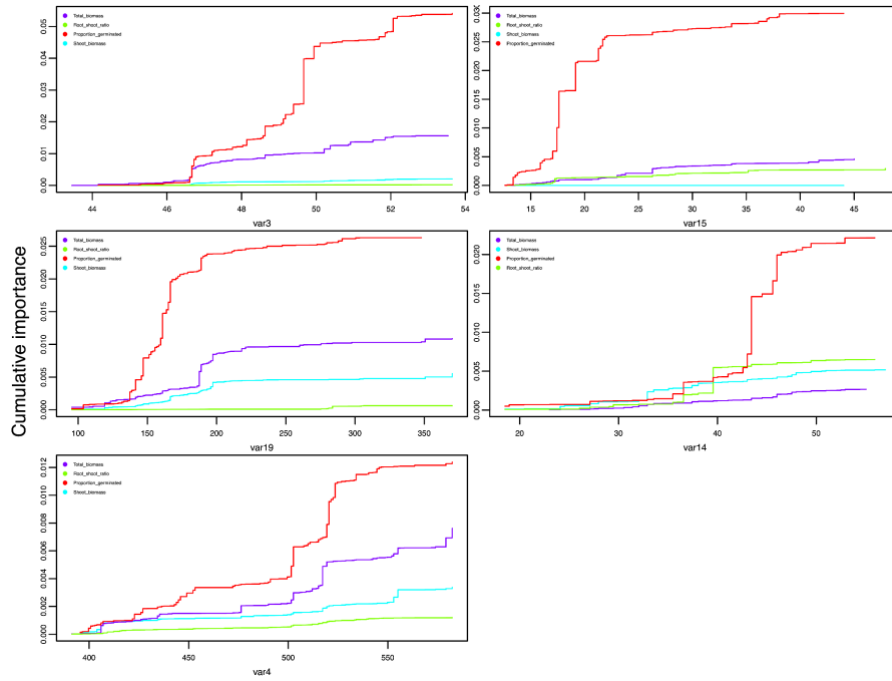 Cumulative importance
Total_biomass
Root_shoot_ratio
Proportion_germinated
Shoot_biomass
0.00 0.01 0.02 0.03 0.04 0.05
44 46 48 50 52 54
var3
Total_biomass
Root_shoot_ratio
Shoot_biomass
Proportion_germinated
0.000 0.005 0.010 0.015 0.020 0.025 0.030
15 20 25 30 35 40 45
var15
Total_biomass
Root_shoot_ratio
Proportion_germinated
Shoot_biomass
0.000 0.005 0.010 0.015 0.020 0.025
100 150 200 250 300 350
var19
Total_biomass
Shoot_biomass
Proportion_germinated
Root_shoot_ratio
0.000 0.005 0.010 0.015 0.020
20 30 40 50
var14
Total_biomass
Root_shoot_ratio
Proportion_germinated
Shoot_biomass
0.000 0.002 0.004 0.006 0.008 0.010 0.012
400 450 500 550
var4